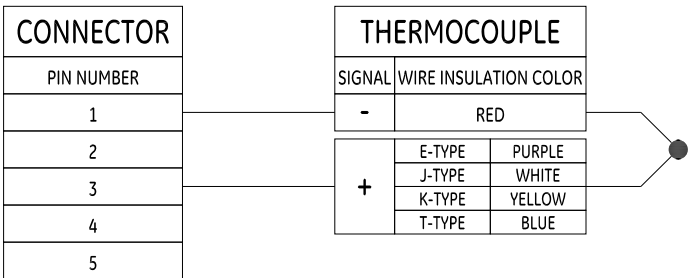 CONNECTOR
PIN NUMBER
1
2
3
4
5
THERMOCOUPLE
SIGNAL WIRE INSULATION COLOR
- RED
+
E-TYPE PURPLE
J-TYPE WHITE
K-TYPE YELLOW
T-TYPE BLUE